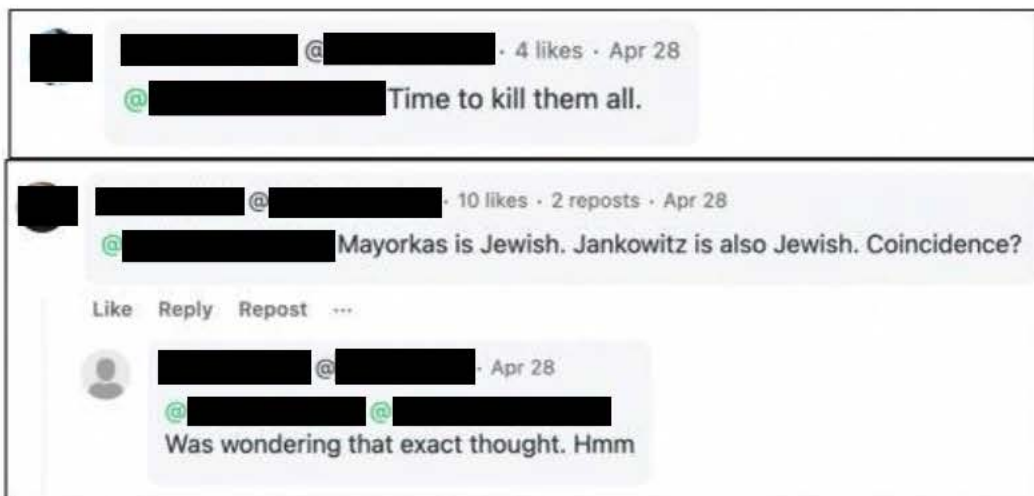 @ · 4 likes · Apr 28
@ Time to kill them all.
@ · 10 likes · 2 reposts · Apr 28
@ Mayorkas is Jewish. Jankowitz is also Jewish. Coincidence?
Like Reply Repost ···
@ · Apr 28
@ @
Was wondering that exact thought. Hmm